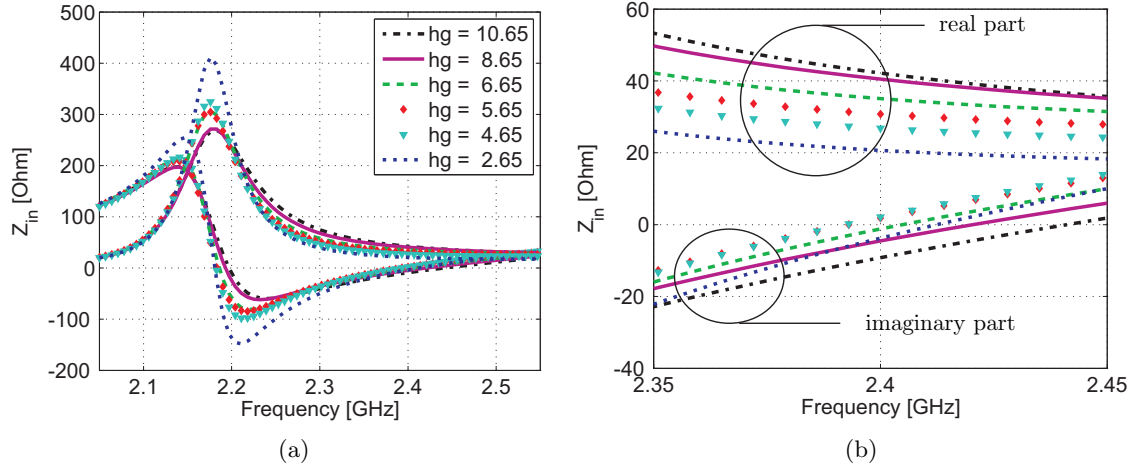 500
400
300
200
100
0
-100
-200
Z_in [Ohm]
hg = 10.65
hg = 8.65
hg = 6.65
hg = 5.65
hg = 4.65
hg = 2.65
2.1
2.2
2.3
2.4
2.5
Frequency [GHz]
(a)
60
40
20
0
-20
-40
Z_in [Ohm]
real part
imaginary part
2.35
2.4
2.45
Frequency [GHz]
(b)